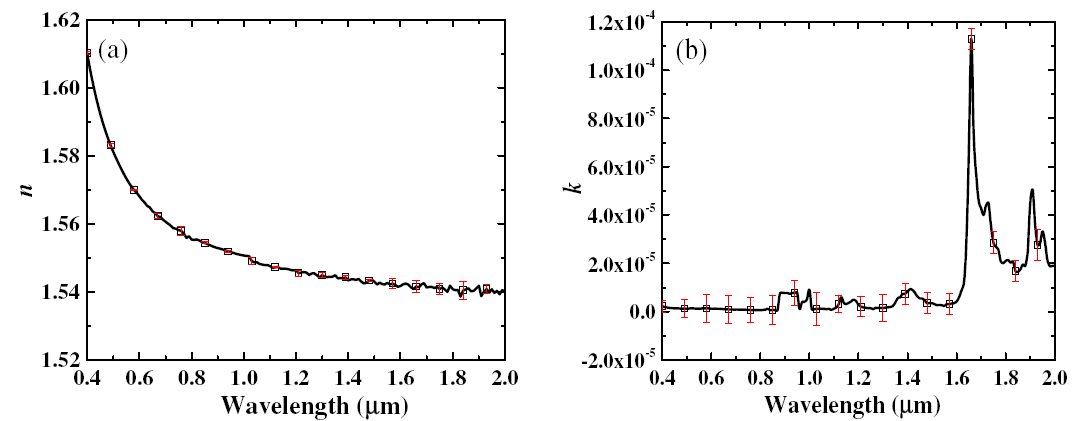 (a)
n
1.62
1.60
1.58
1.56
1.54
1.52
0.4 0.6 0.8 1.0 1.2 1.4 1.6 1.8 2.0
Wavelength (μm)
(b)
k
1.2x10⁻⁴
1.0x10⁻⁴
8.0x10⁻⁵
6.0x10⁻⁵
4.0x10⁻⁵
2.0x10⁻⁵
0.0
-2.0x10⁻⁵
0.4 0.6 0.8 1.0 1.2 1.4 1.6 1.8 2.0
Wavelength (μm)